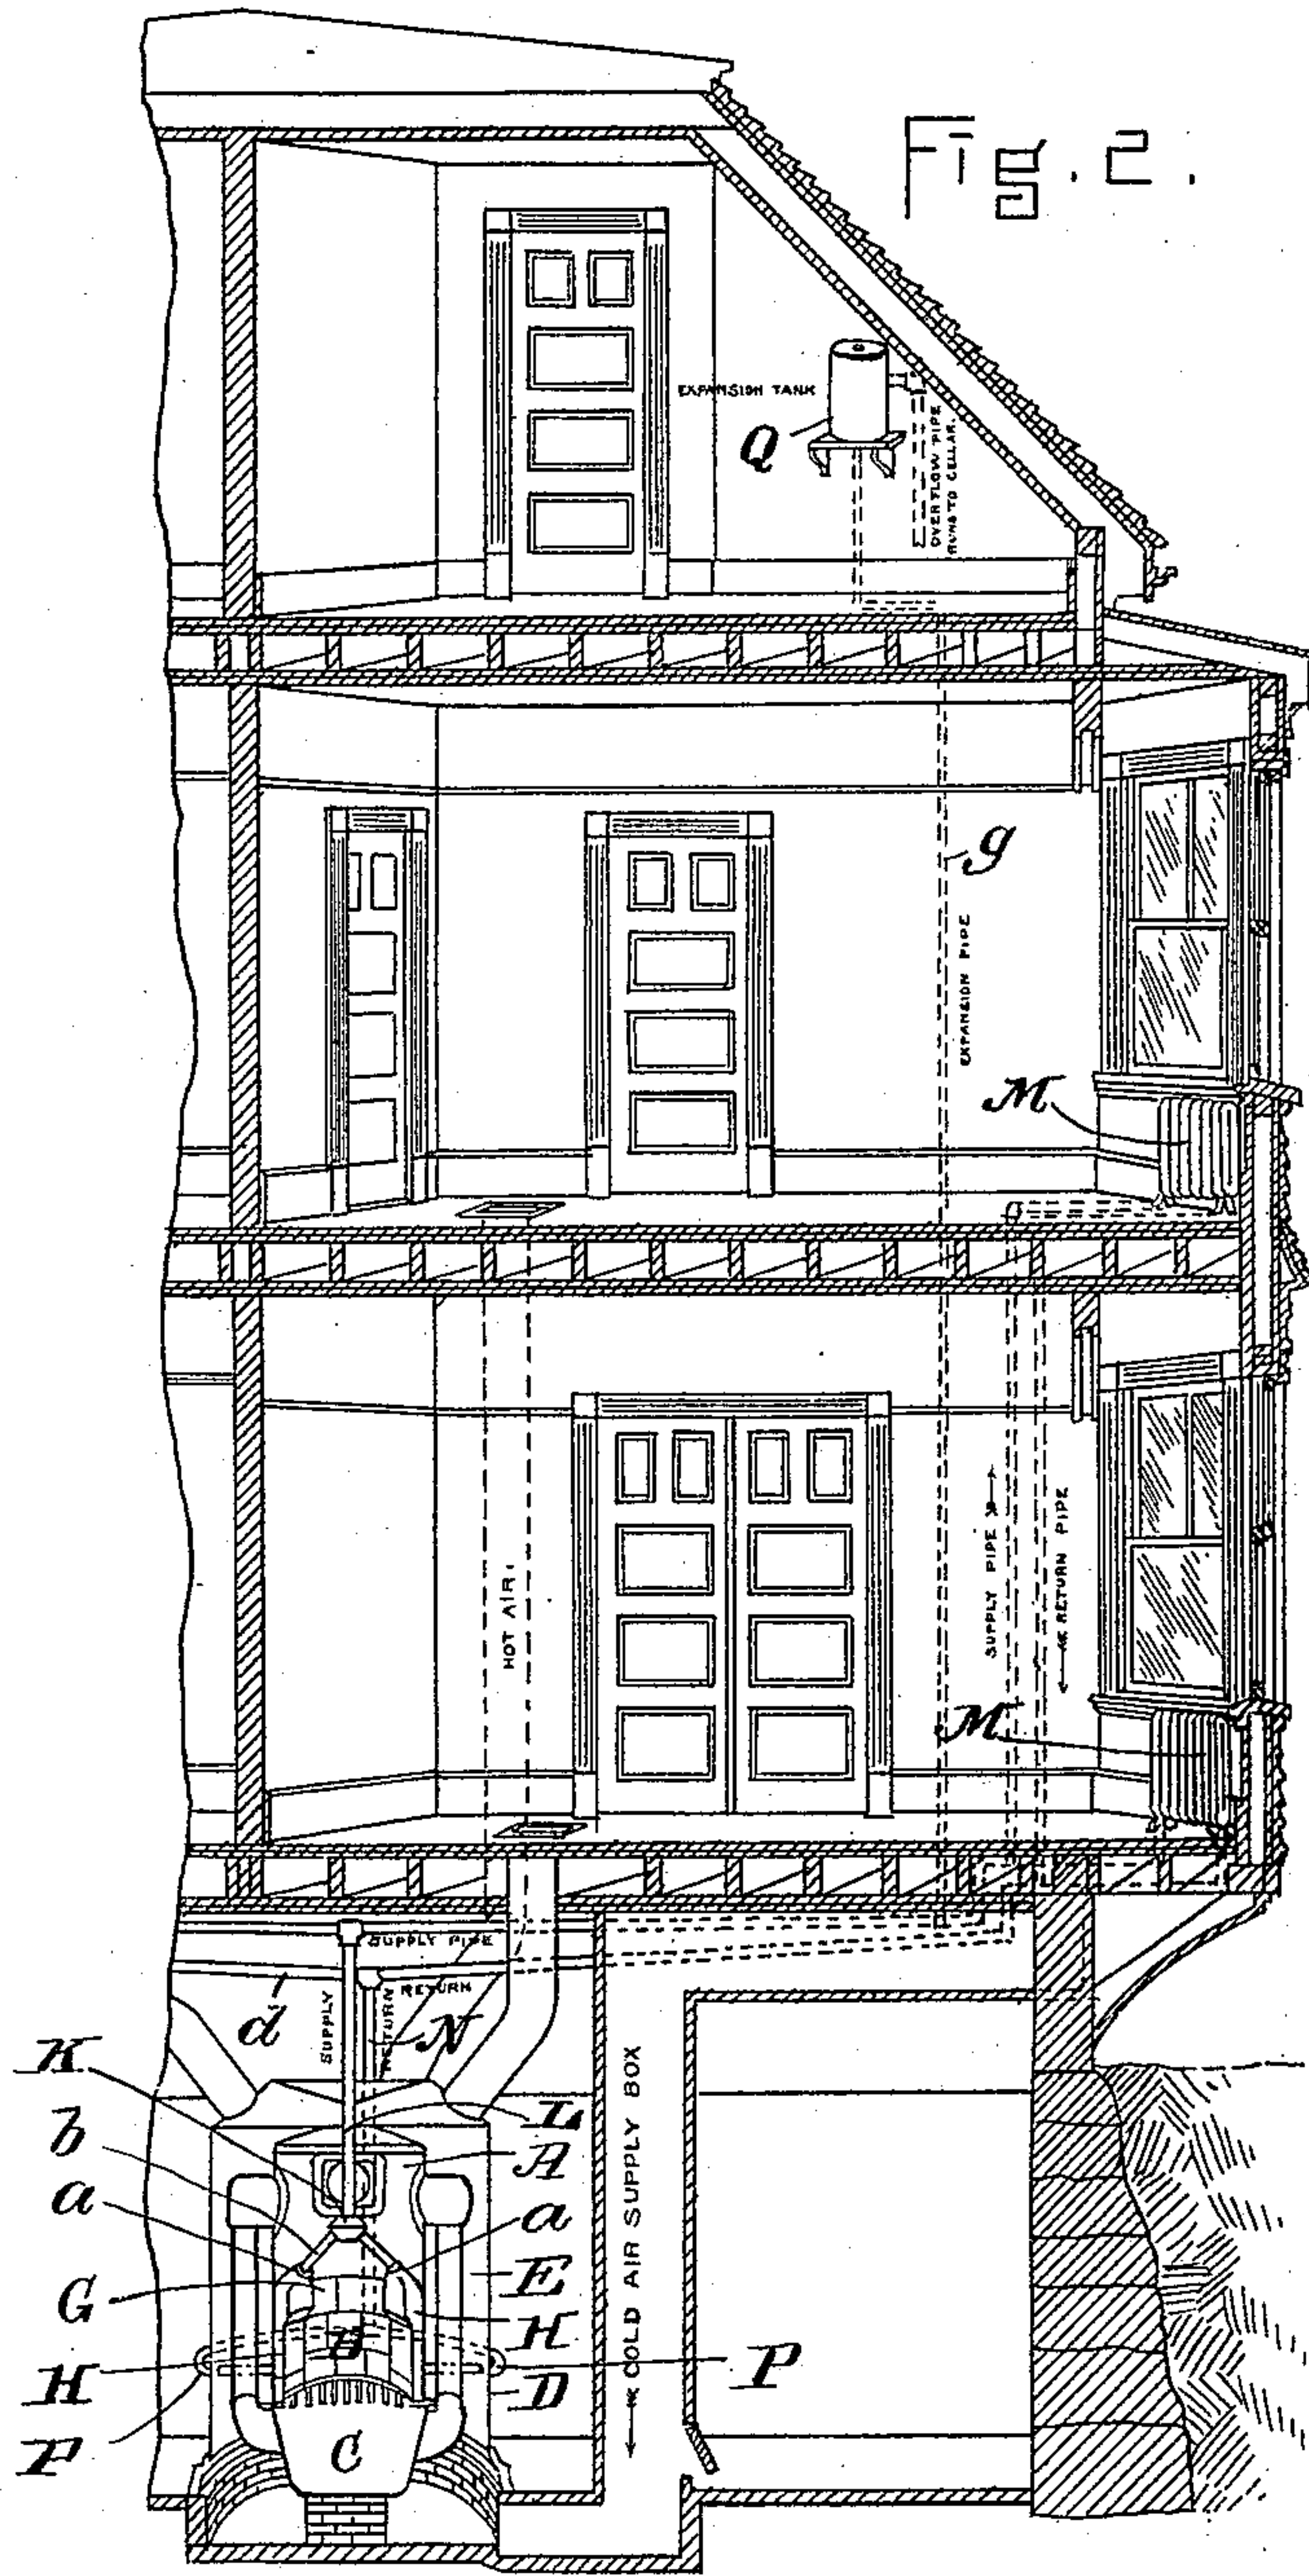 Fig. 2.
EXPANSION TANK
Q
OVERFLOW PIPE
RUNS TO CELLAR.
g
EXPANSION PIPE
M
HOT AIR.
SUPPLY PIPE
RETURN PIPE
M
SUPPLY PIPE
RETURN
d
SUPPLY
RETURN
N
K
L
b
A
a
a
COLD AIR SUPPLY BOX
E
G
H
B
H
P
D
P
C